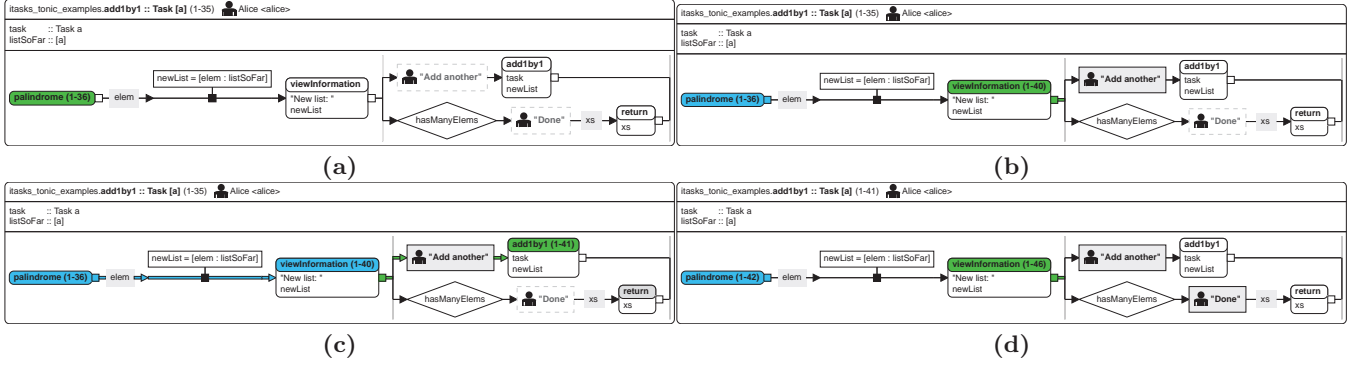 itasks_tonic_examples.add1by1 :: Task [a] (1-35) Alice <alice>
task :: Task a
listSoFar :: [a]
newList = [elem : listSoFar]
palindrome (1-36) elem
viewInformation
"New list: "
newList
"Add another"
add1by1
task
newList
hasManyElems
"Done"
xs
return
xs
(a)
itasks_tonic_examples.add1by1 :: Task [a] (1-35) Alice <alice>
task :: Task a
listSoFar :: [a]
newList = [elem : listSoFar]
palindrome (1-36) elem
viewInformation (1-40)
"New list: "
newList
"Add another"
add1by1
task
newList
hasManyElems
"Done"
xs
return
xs
(b)
itasks_tonic_examples.add1by1 :: Task [a] (1-35) Alice <alice>
task :: Task a
listSoFar :: [a]
newList = [elem : listSoFar]
palindrome (1-36) elem
viewInformation (1-40)
"New list: "
newList
"Add another"
add1by1 (1-41)
task
newList
hasManyElems
"Done"
xs
return
xs
(c)
itasks_tonic_examples.add1by1 :: Task [a] (1-41) Alice <alice>
task :: Task a
listSoFar :: [a]
newList = [elem : listSoFar]
palindrome (1-42) elem
viewInformation (1-46)
"New list: "
newList
"Add another"
add1by1
task
newList
hasManyElems
"Done"
xs
return
xs
(d)